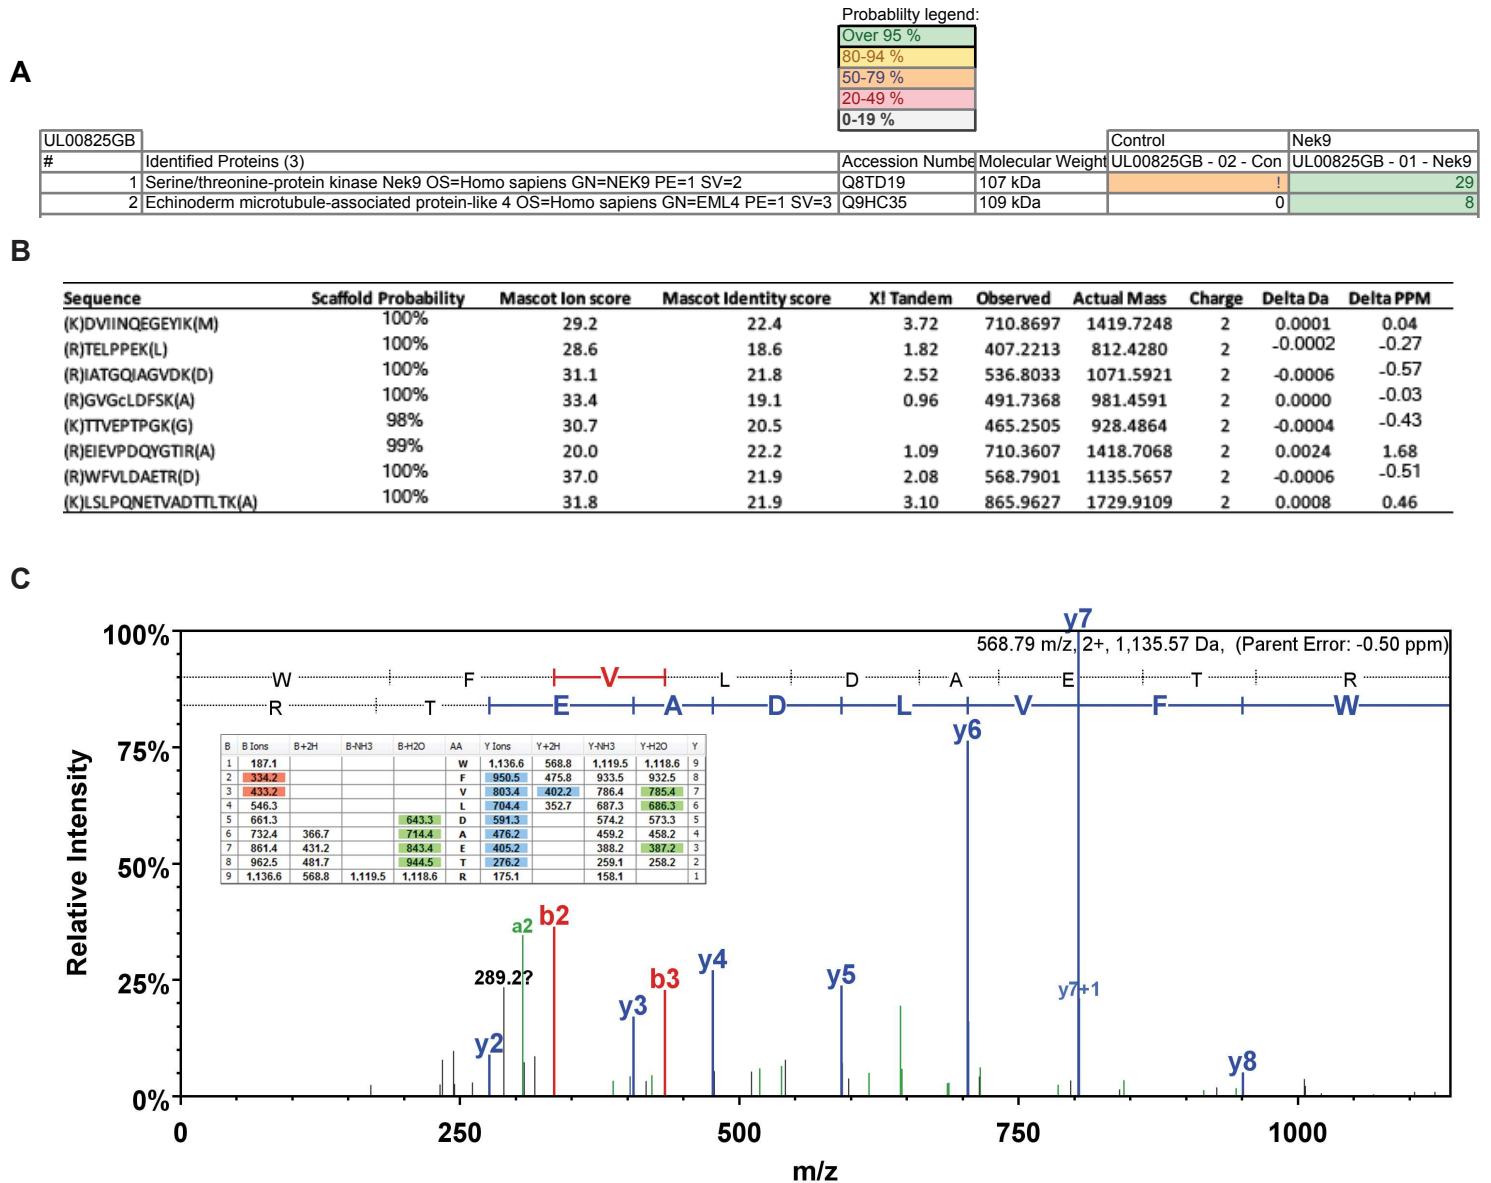 Probablilty legend:
Over 95 %
80-94 %
50-79 %
20-49 %
0-19 %
A
UL00825GB Control Nek9
# Identified Proteins (3) Accession Numbe Molecular Weight UL00825GB - 02 - Con UL00825GB - 01 - Nek9
1 Serine/threonine-protein kinase Nek9 OS=Homo sapiens GN=NEK9 PE=1 SV=2 Q8TD19 107 kDa ! 29
2 Echinoderm microtubule-associated protein-like 4 OS=Homo sapiens GN=EML4 PE=1 SV=3 Q9HC35 109 kDa 0 8
B
Sequence Scaffold Probability Mascot Ion score Mascot Identity score X! Tandem Observed Actual Mass Charge Delta Da Delta PPM
(K)DVIINQEGEYIK(M) 100% 29.2 22.4 3.72 710.8697 1419.7248 2 0.0001 0.04
(R)TELPPEK(L) 100% 28.6 18.6 1.82 407.2213 812.4280 2 -0.0002 -0.27
(R)IATGQIAGVDK(D) 100% 31.1 21.8 2.52 536.8033 1071.5921 2 -0.0006 -0.57
(R)GVGcLDFSK(A) 100% 33.4 19.1 0.96 491.7368 981.4591 2 0.0000 -0.03
(K)TTVEPTPGK(G) 98% 30.7 20.5 465.2505 928.4864 2 -0.0004 -0.43
(R)EIEVPDQYGTIR(A) 99% 20.0 22.2 1.09 710.3607 1418.7068 2 0.0024 1.68
(R)WFVLDAETR(D) 100% 37.0 21.9 2.08 568.7901 1135.5657 2 -0.0006 -0.51
(K)LSLPQNETVADTTLTK(A) 100% 31.8 21.9 3.10 865.9627 1729.9109 2 0.0008 0.46
C
y7
100%
568.79 m/z, 2+, 1,135.57 Da, (Parent Error: -0.50 ppm)
W F V L D A E T R
R T E A D L V F W
y6
75%
B B Ions B+2H B-NH3 B-H2O AA Y Ions Y+2H Y-NH3 Y-H2O Y
1 187.1 W 1,136.6 568.8 1,119.5 1,118.6 9
2 334.2 F 950.5 475.8 933.5 932.5 8
3 433.2 V 803.4 402.2 786.4 785.4 7
4 546.3 L 704.4 352.7 687.3 686.3 6
5 661.3 643.3 D 591.3 574.2 573.3 5
6 732.4 366.7 714.4 A 476.2 459.2 458.2 4
7 861.4 431.2 843.4 E 405.2 388.2 387.2 3
8 962.5 481.7 944.5 T 276.2 259.1 258.2 2
9 1,136.6 568.8 1,119.5 1,118.6 R 175.1 158.1 1
50%
a2 b2
289.2?
b3 y4 y5
25%
y3 y7+1
y2 y8
0%
0 250 500 750 1000
Relative Intensity
m/z